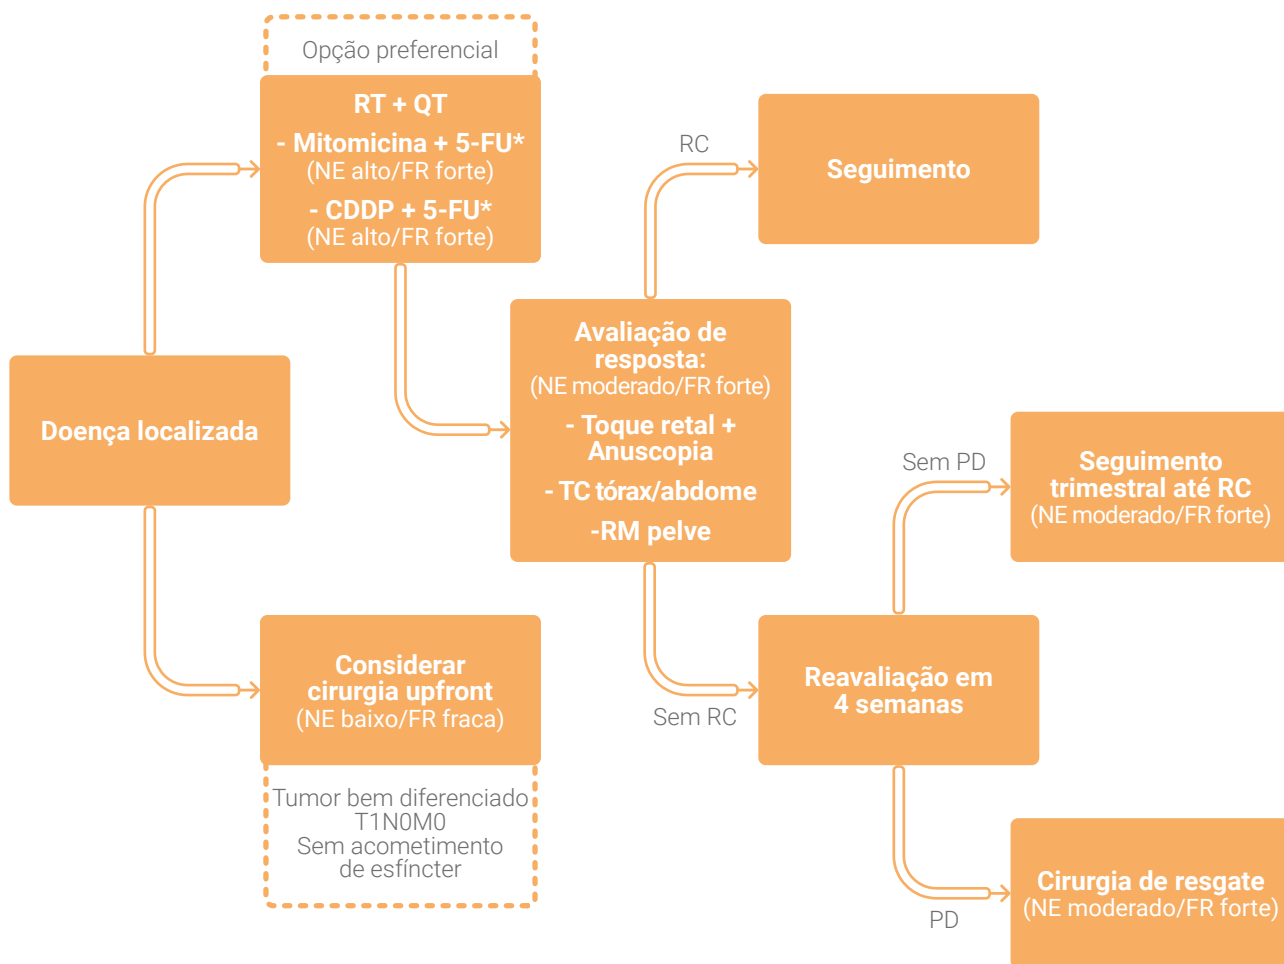 Opção preferencial
RT + QT
- Mitomicina + 5-FU*
(NE alto/FR forte)
- CDDP + 5-FU*
(NE alto/FR forte)
RC
Seguimento
Doença localizada
Avaliação de
resposta:
(NE moderado/FR forte)
- Toque retal +
Anuscopia
- TC tórax/abdome
-RM pelve
Sem PD
Seguimento
trimestral até RC
(NE moderado/FR forte)
Considerar
cirurgia upfront
(NE baixo/FR fraca)
Tumor bem diferenciado
T1N0M0
Sem acometimento
de esfíncter
Sem RC
Reavaliação em
4 semanas
PD
Cirurgia de resgate
(NE moderado/FR forte)